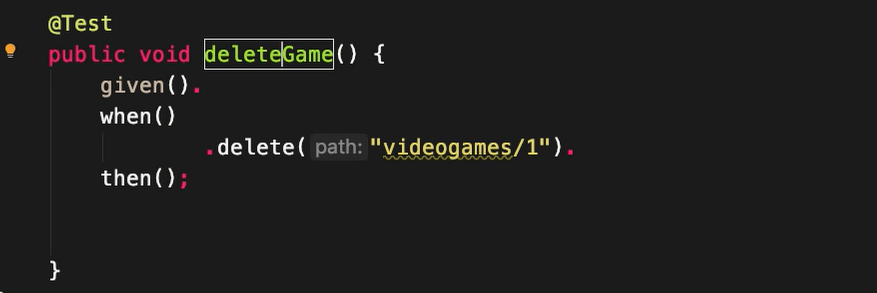 @Test
public void deleteGame() {
given().
when()
.delete( path: "videogames/1").
then();
}